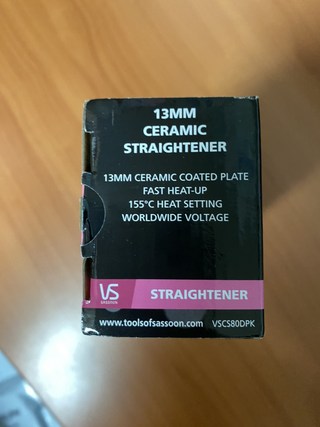 13MM
CERAMIC
STRAIGHTENER
13MM CERAMIC COATED PLATE
FAST HEAT-UP
155°C HEAT SETTING
WORLDWIDE VOLTAGE
VS
SASSOON
STRAIGHTENER
www.toolsofsassoon.com VSCS80DPK